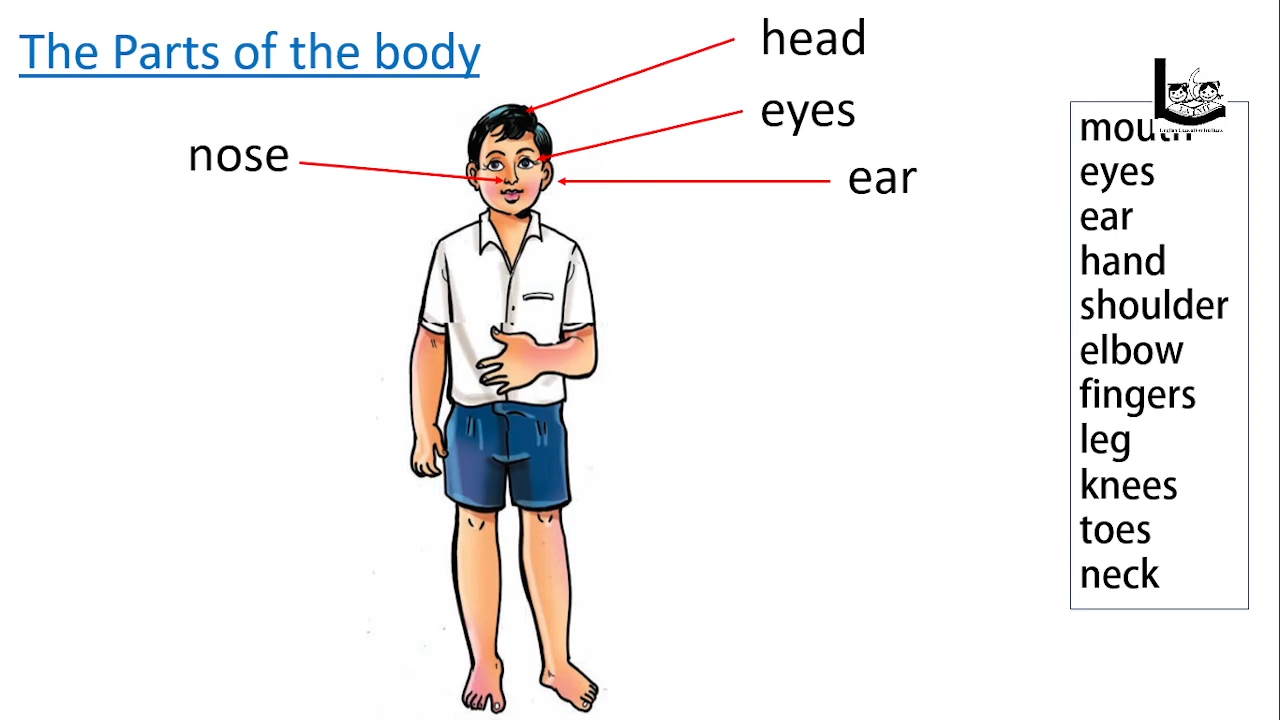 The Parts of the body
head
eyes
nose
ear
mouth
eyes
ear
hand
shoulder
elbow
fingers
leg
knees
toes
neck